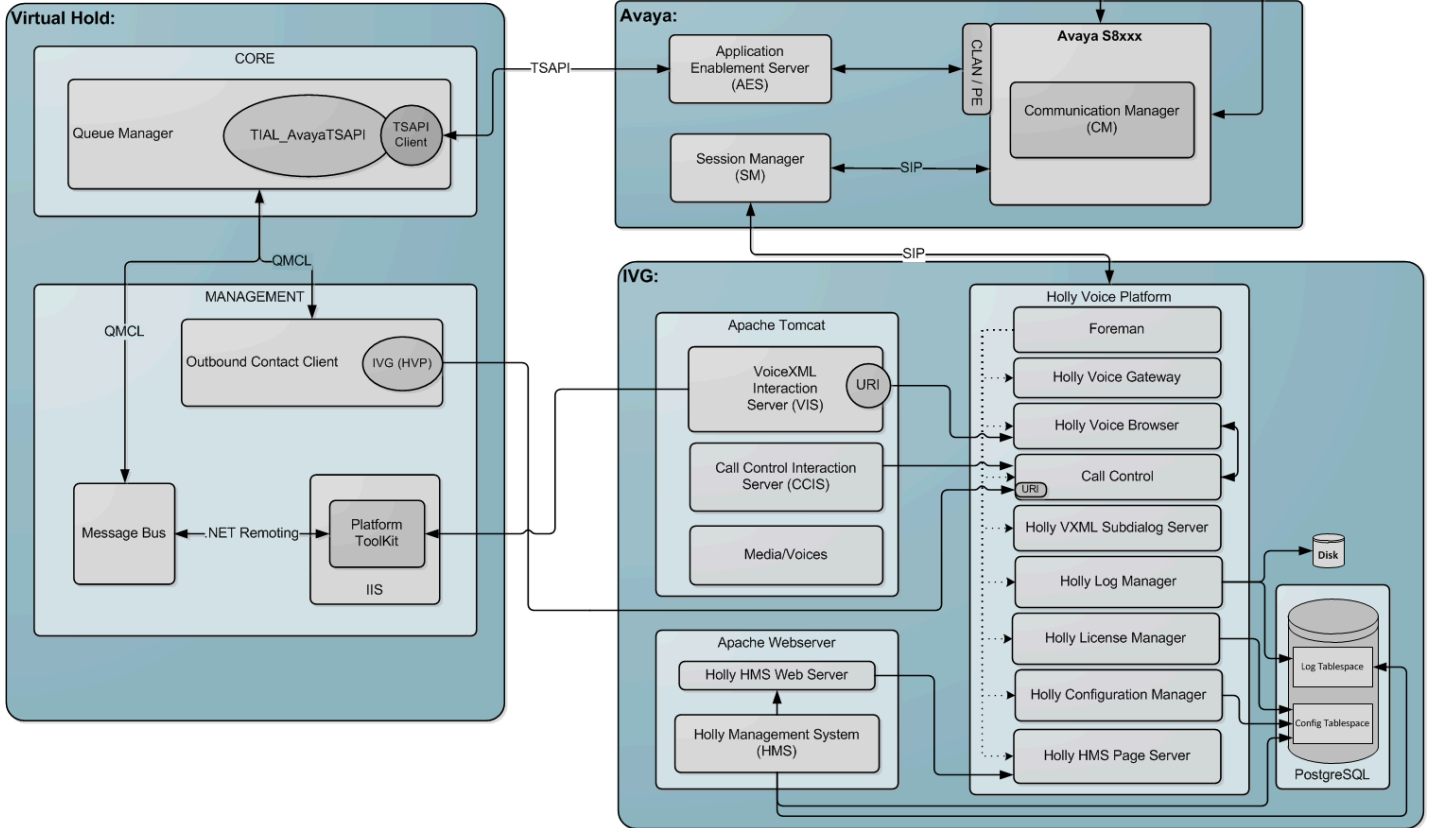 Virtual Hold:
CORE
Queue Manager
TIAL_AvayaTSAPI
TSAPI
Client
TSAPI
QMCL
QMCL
MANAGEMENT
Outbound Contact Client
IVG (HVP)
Message Bus
.NET Remoting
Platform
ToolKit
IIS
Avaya:
Application
Enablement Server
(AES)
CLAN / PE
Avaya S8xxx
Communication Manager
(CM)
Session Manager
(SM)
SIP
SIP
IVG:
Apache Tomcat
VoiceXML
Interaction
Server (VIS)
URI
Call Control Interaction
Server (CCIS)
Media/Voices
Apache Webserver
Holly HMS Web Server
Holly Management System
(HMS)
Holly Voice Platform
Foreman
Holly Voice Gateway
Holly Voice Browser
Call Control
URI
Holly VXML Subdialog Server
Holly Log Manager
Holly License Manager
Holly Configuration Manager
Holly HMS Page Server
Disk
Log Tablespace
Config Tablespace
PostgreSQL